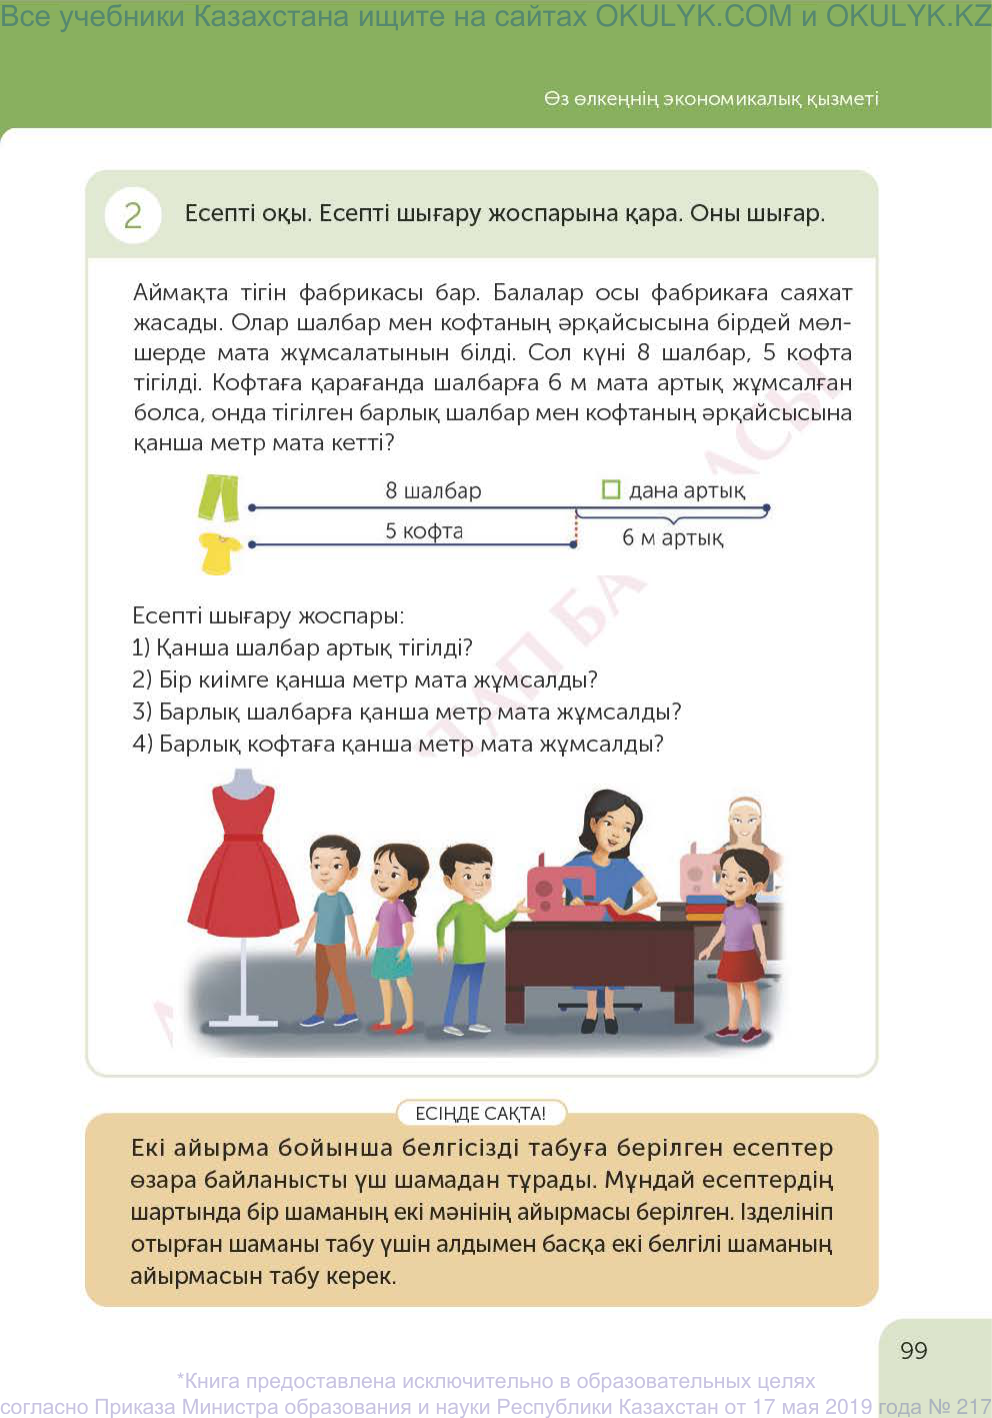 Все учебники Казахстана ищите на сайтах OKULYK.COM и OKULYK.KZ
Өз өлкеңнің экономикалық қызметі
2 Есепті оқы. Есепті шығару жоспарына қара. Оны шығар.
Аймақта тігін фабрикасы бар. Балалар осы фабрикаға саяхат
жасады. Олар шалбар мен кофтаның әрқайсысына бірдей мөл-
шерде мата жұмсалатынын білді. Сол күні 8 шалбар, 5 кофта
тігілді. Кофтаға қарағанда шалбарға 6 м мата артық жұмсалған
болса, онда тігілген барлық шалбар мен кофтаның әрқайсысына
қанша метр мата кетті?
8 шалбар □ дана артық
5 кофта 6 м артық
Есепті шығару жоспары:
1) Қанша шалбар артық тігілді?
2) Бір киімге қанша метр мата жұмсалды?
3) Барлық шалбарға қанша метр мата жұмсалды?
4) Барлық кофтаға қанша метр мата жұмсалды?
ЕСІҢДЕ САҚТА!
Екі айырма бойынша белгісізді табуға берілген есептер
өзара байланысты үш шамадан тұрады. Мұндай есептердің
шартында бір шаманың екі мәнінің айырмасы берілген. Ізделініп
отырған шаманы табу үшін алдымен басқа екі белгілі шаманың
айырмасын табу керек.
99
*Книга предоставлена исключительно в образовательных целях
согласно Приказа Министра образования и науки Республики Казахстан от 17 мая 2019 года № 217